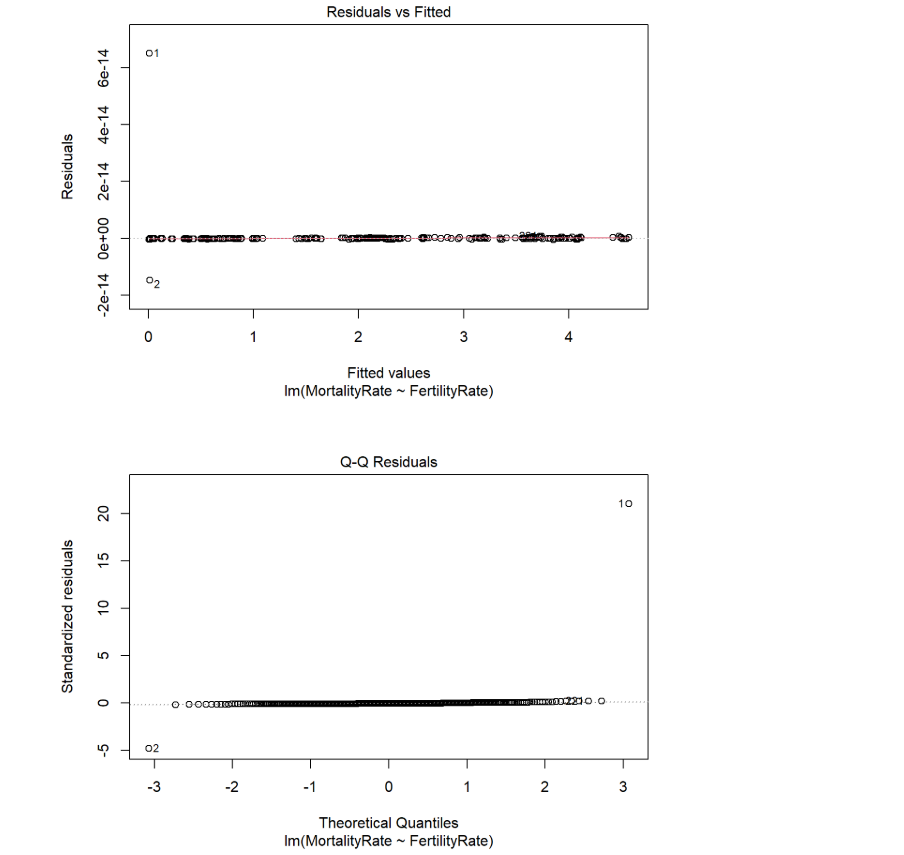 Residuals vs Fitted
1
6e-14
4e-14
2e-14
0e+00
-2e-14
Residuals
2
0 1 2 3 4
Fitted values
lm(MortalityRate ~ FertilityRate)
Q-Q Residuals
1
20
15
10
5
0
-5
Standardized residuals
2
-3 -2 -1 0 1 2 3
Theoretical Quantiles
lm(MortalityRate ~ FertilityRate)